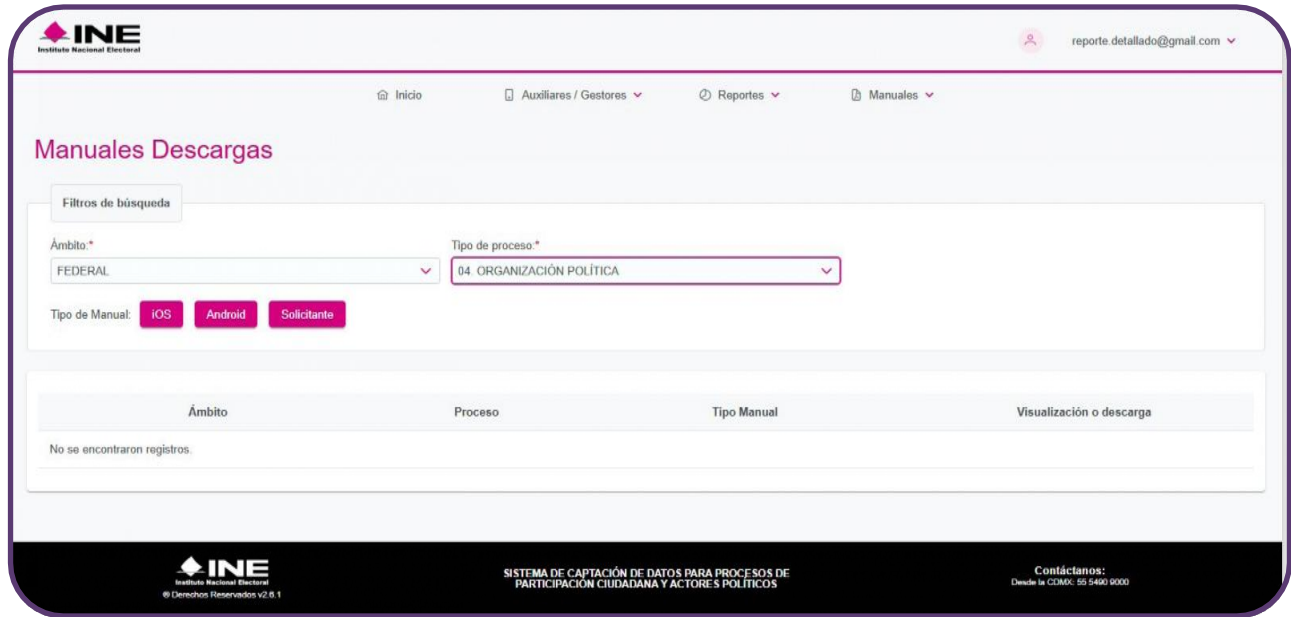 INE
Instituto Nacional Electoral
reporte.detallado@gmail.com
Inicio
Auxiliares / Gestores
Reportes
Manuales
Manuales Descargas
Filtros de búsqueda
Ámbito:*
Tipo de proceso:*
FEDERAL
04. ORGANIZACIÓN POLÍTICA
Tipo de Manual: iOS Android Solicitante
Ámbito Proceso Tipo Manual Visualización o descarga
No se encontraron registros.
INE
Instituto Nacional Electoral
® Derechos Reservados v2.6.1
SISTEMA DE CAPTACIÓN DE DATOS PARA PROCESOS DE
PARTICIPACIÓN CIUDADANA Y ACTORES POLÍTICOS
Contáctanos:
Desde la CDMX: 55 5490 9000